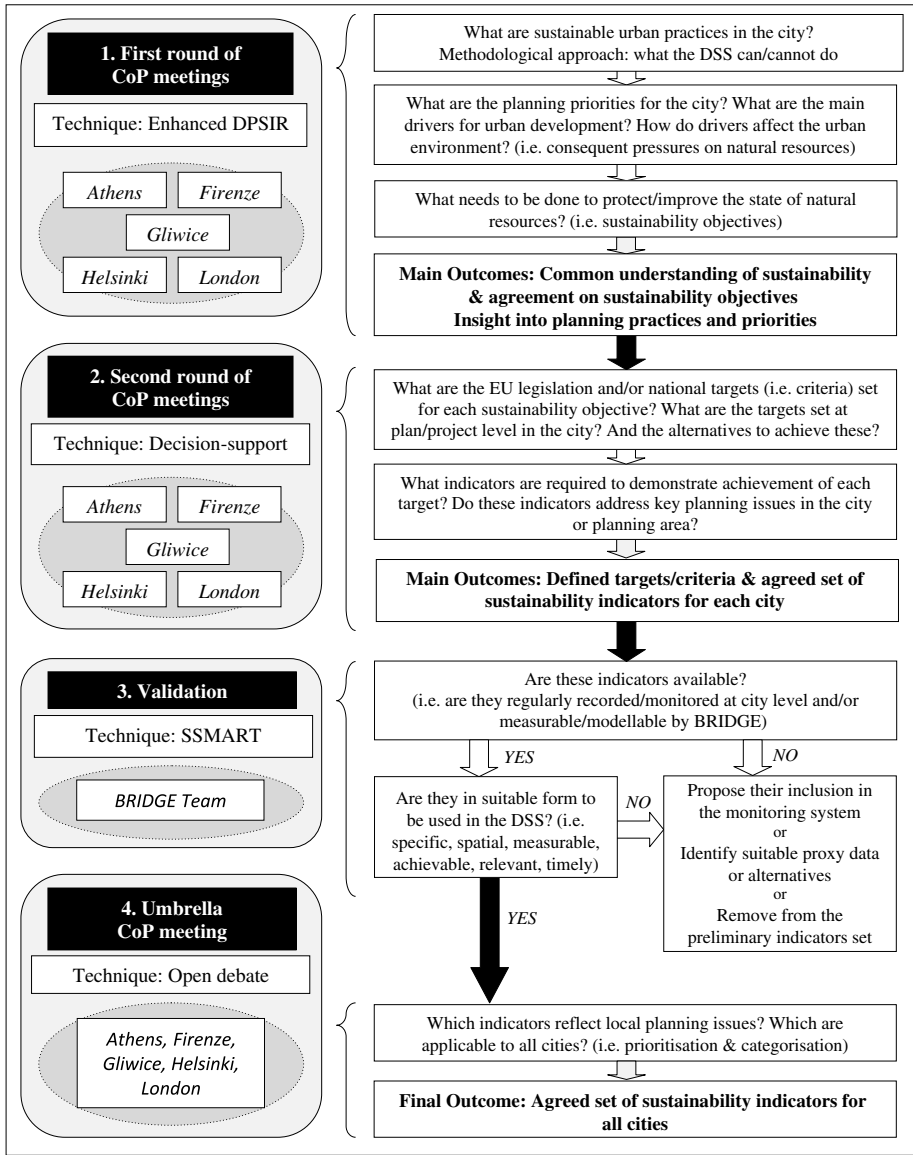 1. First round of
CoP meetings
Technique: Enhanced DPSIR
Athens
Firenze
Gliwice
Helsinki
London
What are sustainable urban practices in the city?
Methodological approach: what the DSS can/cannot do
What are the planning priorities for the city? What are the main
drivers for urban development? How do drivers affect the urban
environment? (i.e. consequent pressures on natural resources)
What needs to be done to protect/improve the state of natural
resources? (i.e. sustainability objectives)
Main Outcomes: Common understanding of sustainability
& agreement on sustainability objectives
Insight into planning practices and priorities
2. Second round of
CoP meetings
Technique: Decision-support
Athens
Firenze
Gliwice
Helsinki
London
What are the EU legislation and/or national targets (i.e. criteria) set
for each sustainability objective? What are the targets set at
plan/project level in the city? And the alternatives to achieve these?
What indicators are required to demonstrate achievement of each
target? Do these indicators address key planning issues in the city
or planning area?
Main Outcomes: Defined targets/criteria & agreed set of
sustainability indicators for each city
3. Validation
Technique: SSMART
BRIDGE Team
Are these indicators available?
(i.e. are they regularly recorded/monitored at city level and/or
measurable/modellable by BRIDGE)
YES
NO
Are they in suitable form to
be used in the DSS? (i.e.
specific, spatial, measurable,
achievable, relevant, timely)
NO
Propose their inclusion in
the monitoring system
or
Identify suitable proxy data
or alternatives
or
Remove from the
preliminary indicators set
YES
4. Umbrella
CoP meeting
Technique: Open debate
Athens, Firenze,
Gliwice, Helsinki,
London
Which indicators reflect local planning issues? Which are
applicable to all cities? (i.e. prioritisation & categorisation)
Final Outcome: Agreed set of sustainability indicators for
all cities